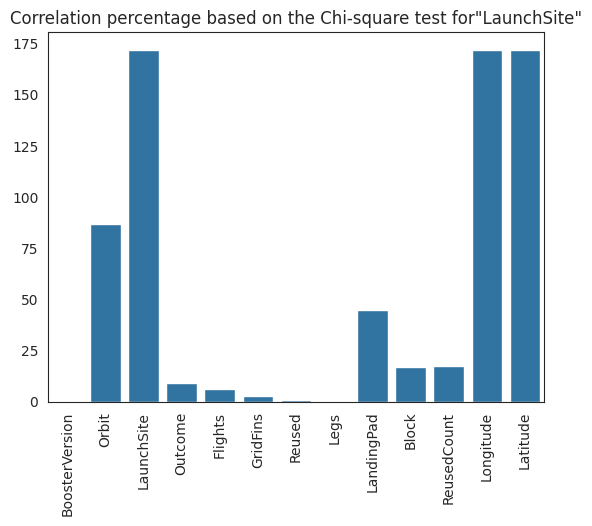 Correlation percentage based on the Chi-square test for"LaunchSite"
175
150
125
100
75
50
25
0
BoosterVersion
Orbit
LaunchSite
Outcome
Flights
GridFins
Reused
Legs
LandingPad
Block
ReusedCount
Longitude
Latitude